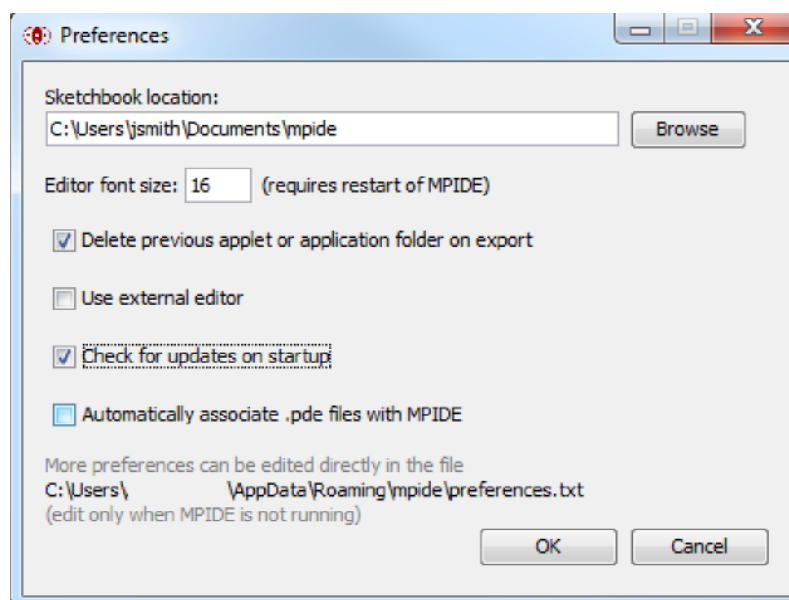 Preferences
Sketchbook location:
C:\Users\jsmith\Documents\mpide
Browse
Editor font size: 16 (requires restart of MPIDE)
Delete previous applet or application folder on export
Use external editor
Check for updates on startup
Automatically associate .pde files with MPIDE
More preferences can be edited directly in the file
C:\Users\ \AppData\Roaming\mpide\preferences.txt
(edit only when MPIDE is not running)
OK Cancel